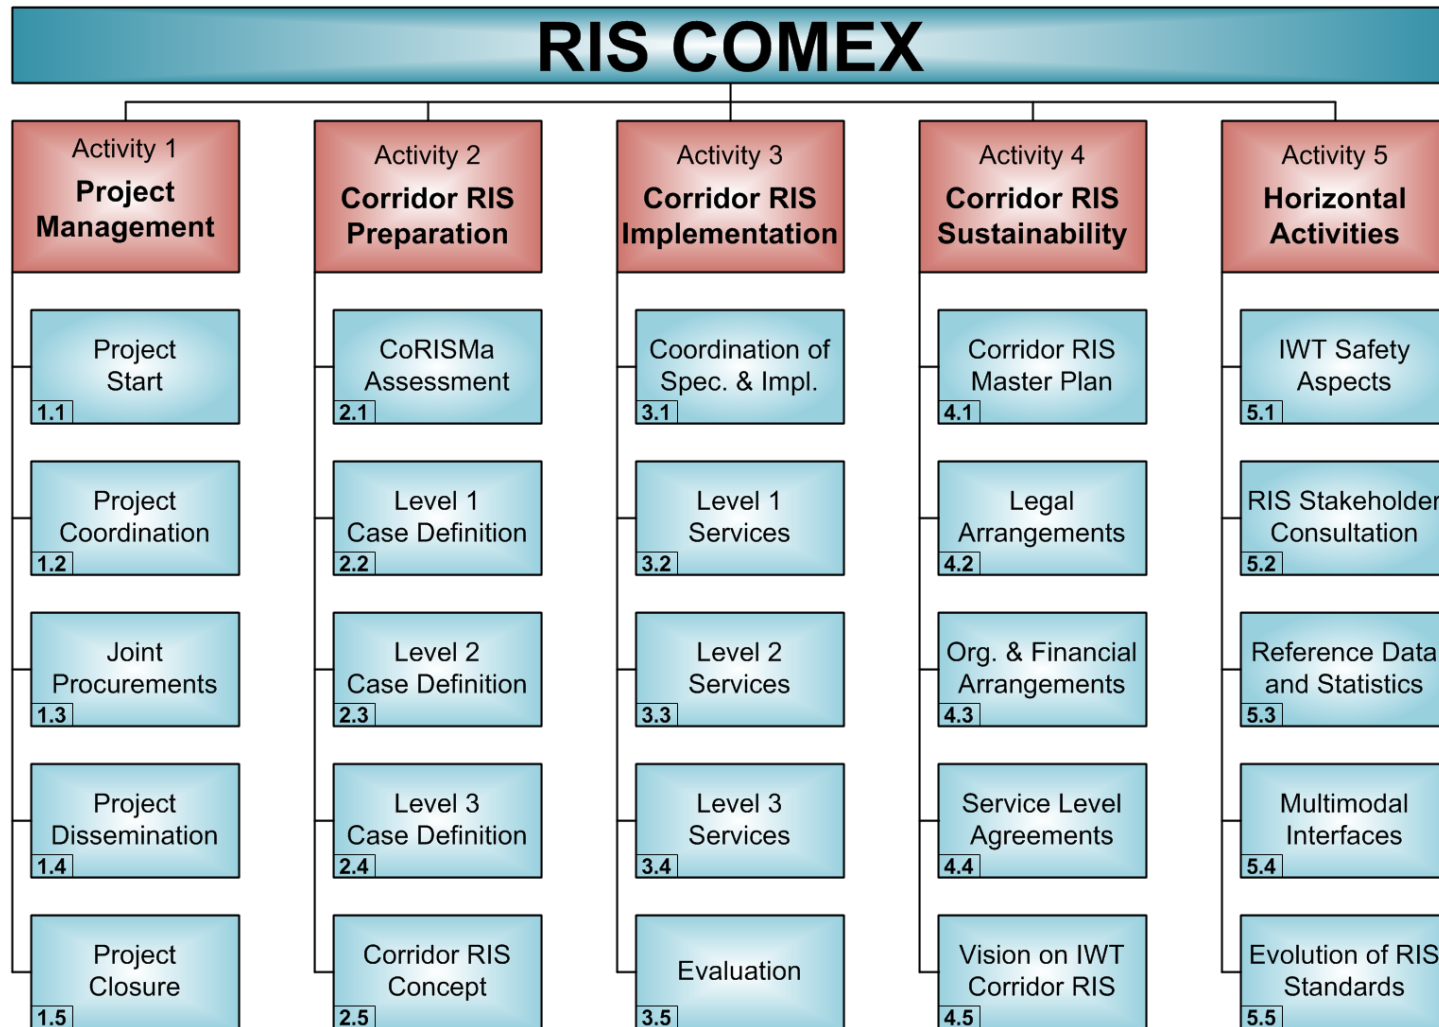 RIS COMEX
Activity 1
Project
Management
Activity 2
Corridor RIS
Preparation
Activity 3
Corridor RIS
Implementation
Activity 4
Corridor RIS
Sustainability
Activity 5
Horizontal
Activities
Project
Start
1.1
CoRISMa
Assessment
2.1
Coordination of
Spec. & Impl.
3.1
Corridor RIS
Master Plan
4.1
IWT Safety
Aspects
5.1
Project
Coordination
1.2
Level 1
Case Definition
2.2
Level 1
Services
3.2
Legal
Arrangements
4.2
RIS Stakeholder
Consultation
5.2
Joint
Procurements
1.3
Level 2
Case Definition
2.3
Level 2
Services
3.3
Org. & Financial
Arrangements
4.3
Reference Data
and Statistics
5.3
Project
Dissemination
1.4
Level 3
Case Definition
2.4
Level 3
Services
3.4
Service Level
Agreements
4.4
Multimodal
Interfaces
5.4
Project
Closure
1.5
Corridor RIS
Concept
2.5
Evaluation
3.5
Vision on IWT
Corridor RIS
4.5
Evolution of RIS
Standards
5.5